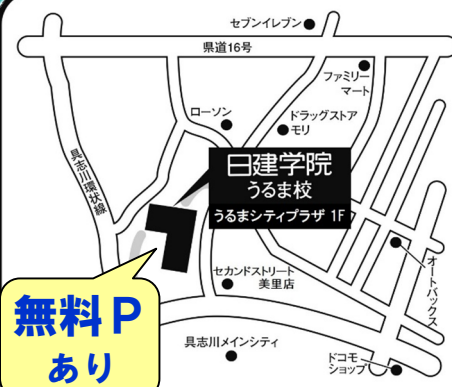 セブンイレブン
県道16号
ファミリー
マート
ローソン
ドラッグストア
モリ
具志川環状線
日建学院
うるま校
うるまシティプラザ 1F
オートバックス
セカンドストリート
美里店
無料P
あり
具志川メインシティ
ドコモ
ショップ